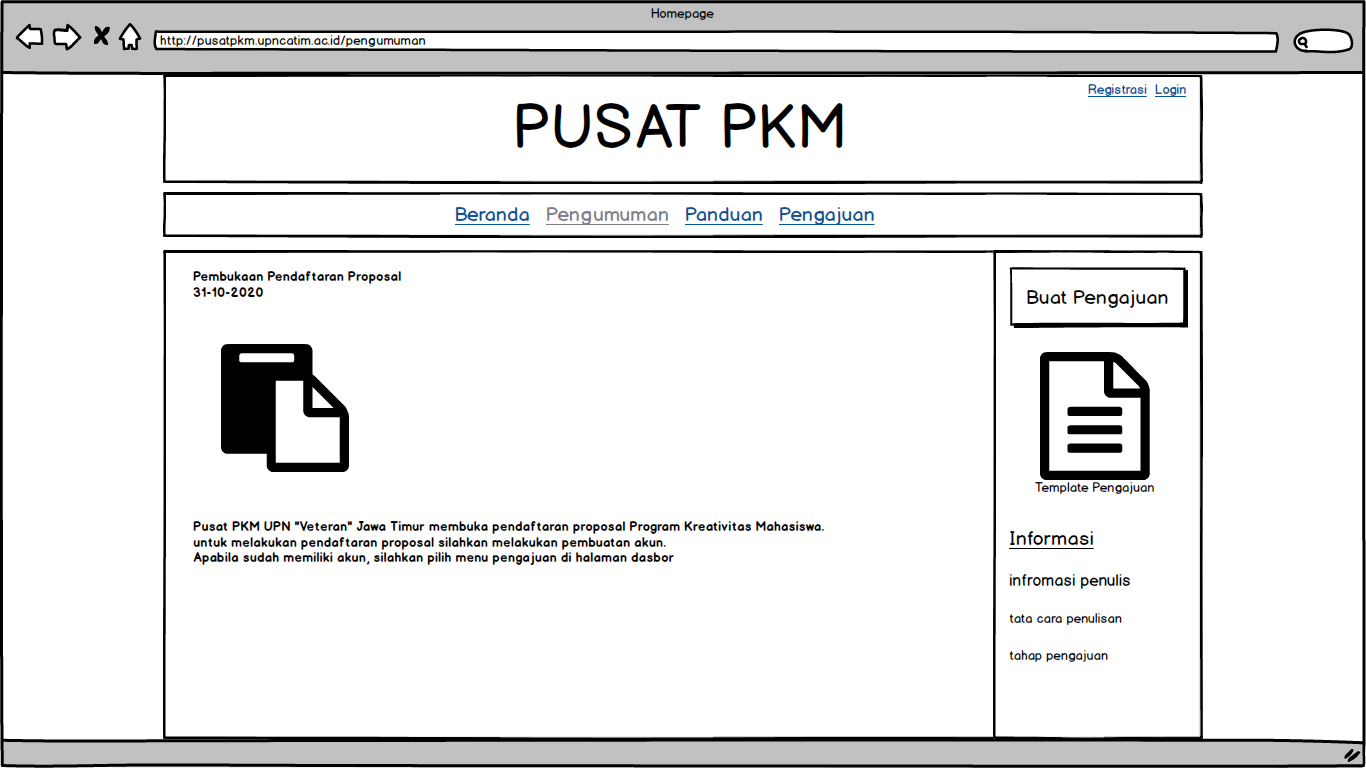 Homepage
http://pusatpkm.upncatim.ac.id/pengumuman
Registrasi Login
PUSAT PKM
Beranda Pengumuman Panduan Pengajuan
Pembukaan Pendaftaran Proposal
31-10-2020
Pusat PKM UPN "Veteran" Jawa Timur membuka pendaftaran proposal Program Kreativitas Mahasiswa.
untuk melakukan pendaftaran proposal silahkan melakukan pembuatan akun.
Apabila sudah memiliki akun, silahkan pilih menu pengajuan di halaman dasbor
Buat Pengajuan
Template Pengajuan
Informasi
infromasi penulis
tata cara penulisan
tahap pengajuan